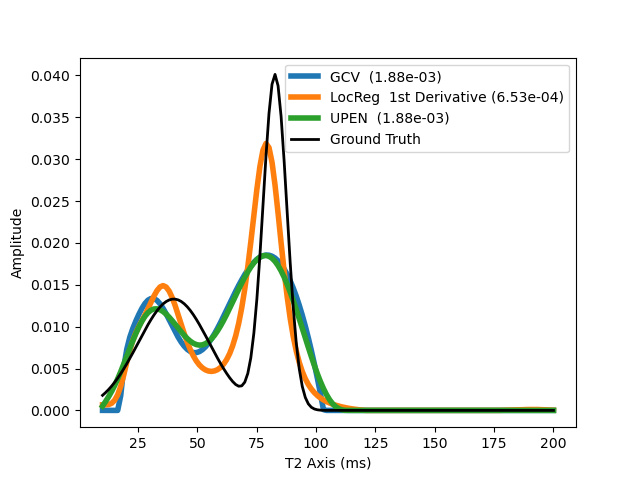 GCV (1.88e-03)
LocReg 1st Derivative (6.53e-04)
UPEN (1.88e-03)
Ground Truth
0.040
0.035
0.030
0.025
0.020
0.015
0.010
0.005
0.000
Amplitude
25 50 75 100 125 150 175 200
T2 Axis (ms)